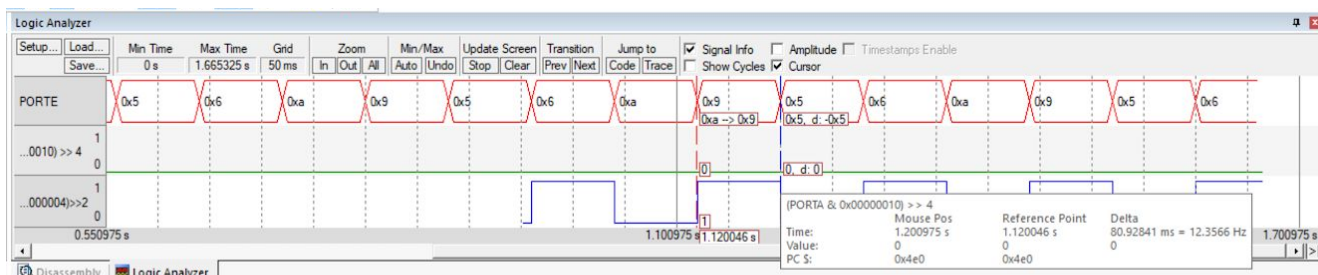 Logic Analyzer
Setup... Load... Min Time Max Time Grid Zoom Min/Max Update Screen Transition Jump to Signal Info Amplitude Timestamps Enable
Save... 0 s 1.665325 s 50 ms In Out All Auto Undo Stop Clear Prev Next Code Trace Show Cycles Cursor
PORTE 0x5 0x6 0xa 0x9 0x5 0x6 0xa 0x9 0x5 0x6 0xa 0x9 0x5 0x6
0xa --> 0x9 0x5, d: -0x5
1
...0010) >> 4
0 0 0, d: 0
1
...000004)>>2
0 1
(PORTA & 0x00000010) >> 4
Mouse Pos Reference Point Delta
Time: 1.200975 s 1.120046 s 80.92841 ms = 12.3566 Hz
Value: 0 0 0
PC $: 0x4e0 0x4e0
0.550975 s 1.100975 s 1.120046 s 1.700975 s
Disassembly Logic Analyzer